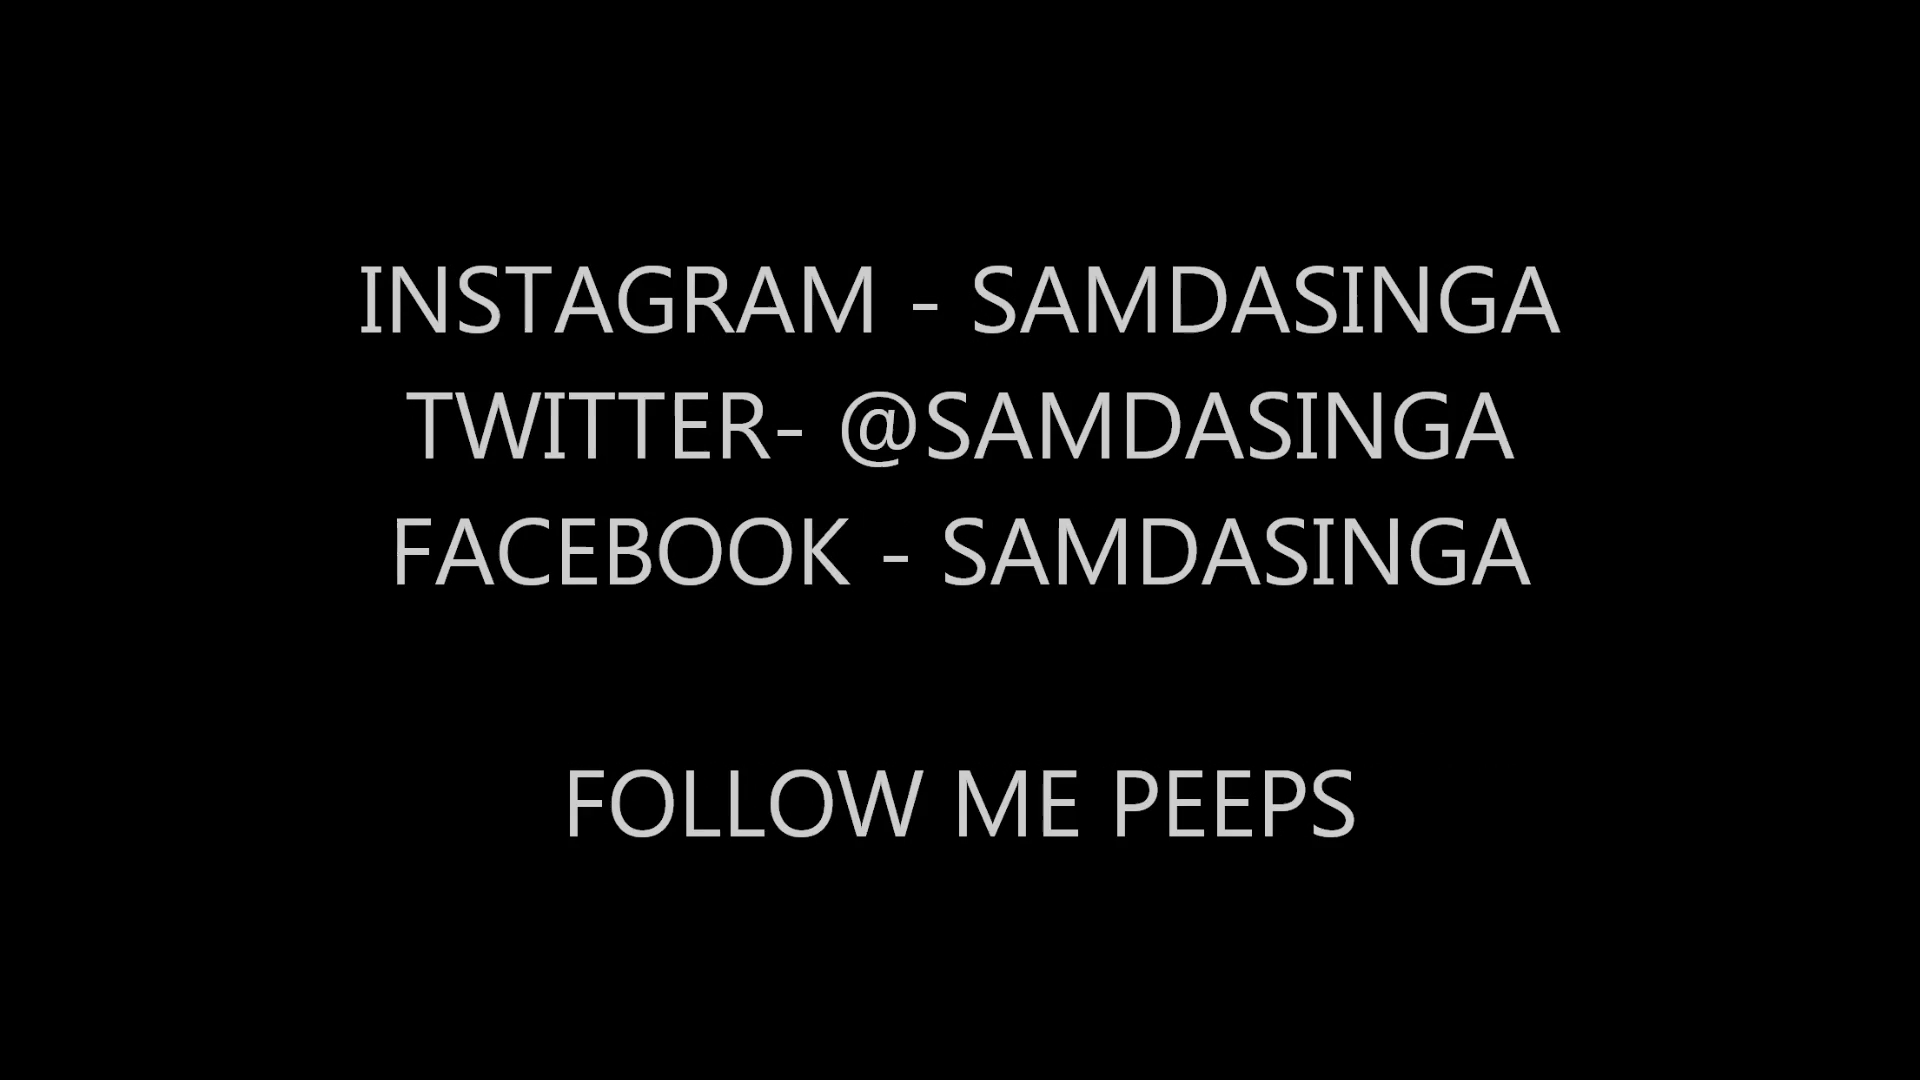 INSTAGRAM - SAMDASINGA
TWITTER- @SAMDASINGA
FACEBOOK - SAMDASINGA
FOLLOW ME PEEPS